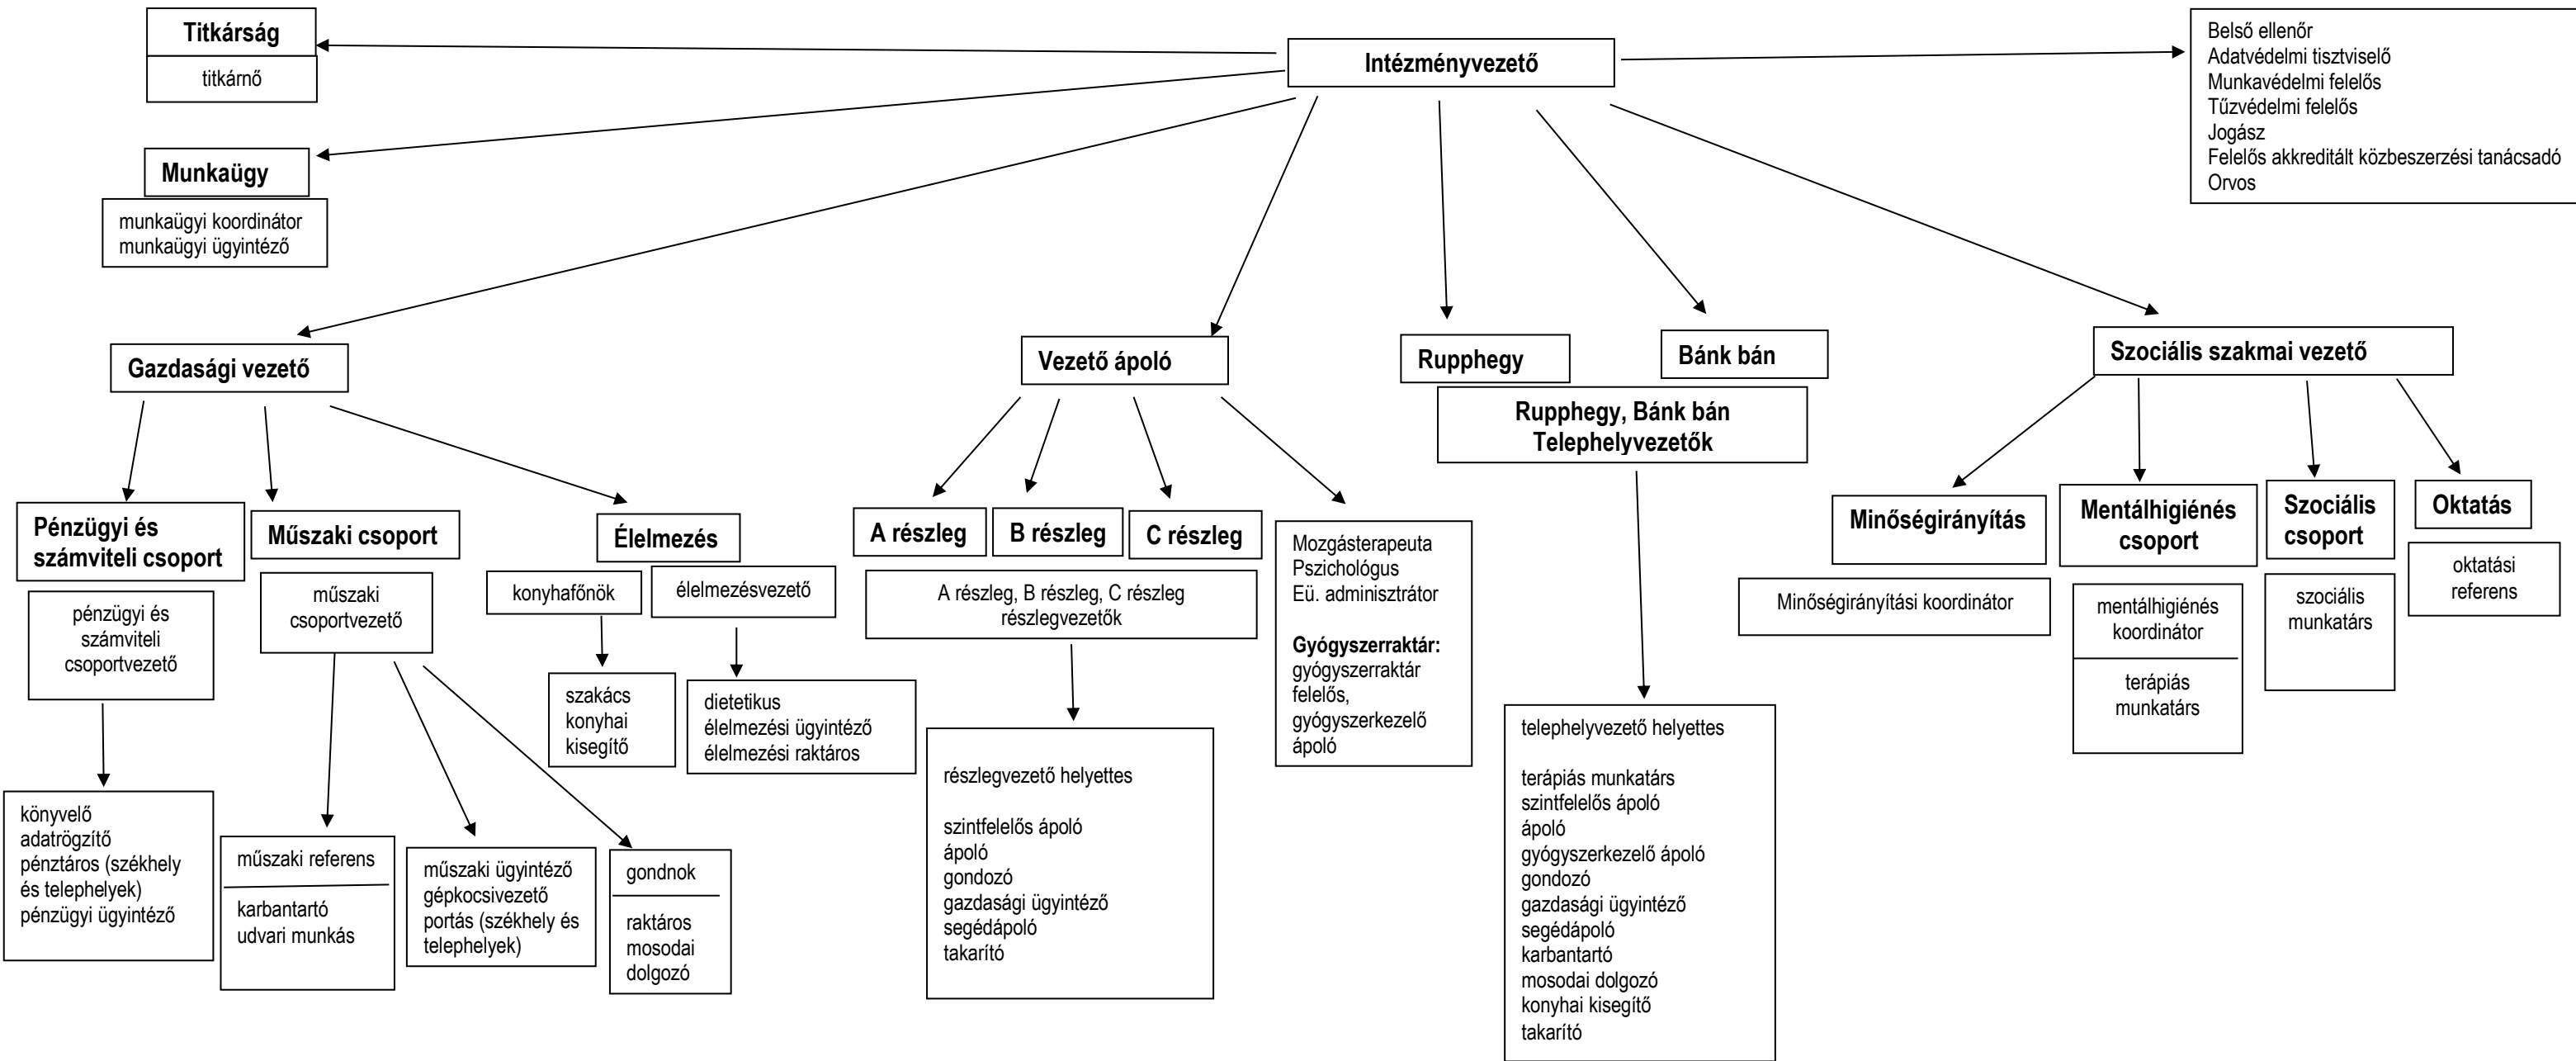 Titkárság
titkárnő
Intézményvezető
Belső ellenőr
Adatvédelmi tisztviselő
Munkavédelmi felelős
Tűzvédelmi felelős
Jogász
Felelős akkreditált közbeszerzési tanácsadó
Orvos
Munkaügy
munkaügyi koordinátor
munkaügyi ügyintéző
Gazdasági vezető
Vezető ápoló
Rupphegy
Bánk bán
Rupphegy, Bánk bán
Telephelyvezetők
Szociális szakmai vezető
Pénzügyi és
számviteli csoport
Műszaki csoport
Élelmezés
A részleg
B részleg
C részleg
Mozgásterapeuta
Pszichológus
Eü. adminisztrátor
Gyógyszerraktár:
gyógyszerraktár
felelős,
gyógyszerkezelő
ápoló
Minőségirányítás
Mentálhigiénés
csoport
Szociális
csoport
Oktatás
pénzügyi és
számviteli
csoportvezető
műszaki
csoportvezető
konyhafőnök
élelmezésvezető
A részleg, B részleg, C részleg
részlegvezetők
Minőségirányítási koordinátor
mentálhigiénés
koordinátor
terápiás
munkatárs
szociális
munkatárs
oktatási
referens
szakács
konyhai
kisegítő
dietetikus
élelmezési ügyintéző
élelmezési raktáros
könyvelő
adatrögzítő
pénztáros (székhely
és telephelyek)
pénzügyi ügyintéző
műszaki referens
karbantartó
udvari munkás
műszaki ügyintéző
gépkocsivezető
portás (székhely és
telephelyek)
gondnok
raktáros
mosodai
dolgozó
részlegvezető helyettes
szintfelelős ápoló
ápoló
gondozó
gazdasági ügyintéző
segédápoló
takarító
telephelyvezető helyettes
terápiás munkatárs
szintfelelős ápoló
ápoló
gyógyszerkezelő ápoló
gondozó
gazdasági ügyintéző
segédápoló
karbantartó
mosodai dolgozó
konyhai kisegítő
takarító